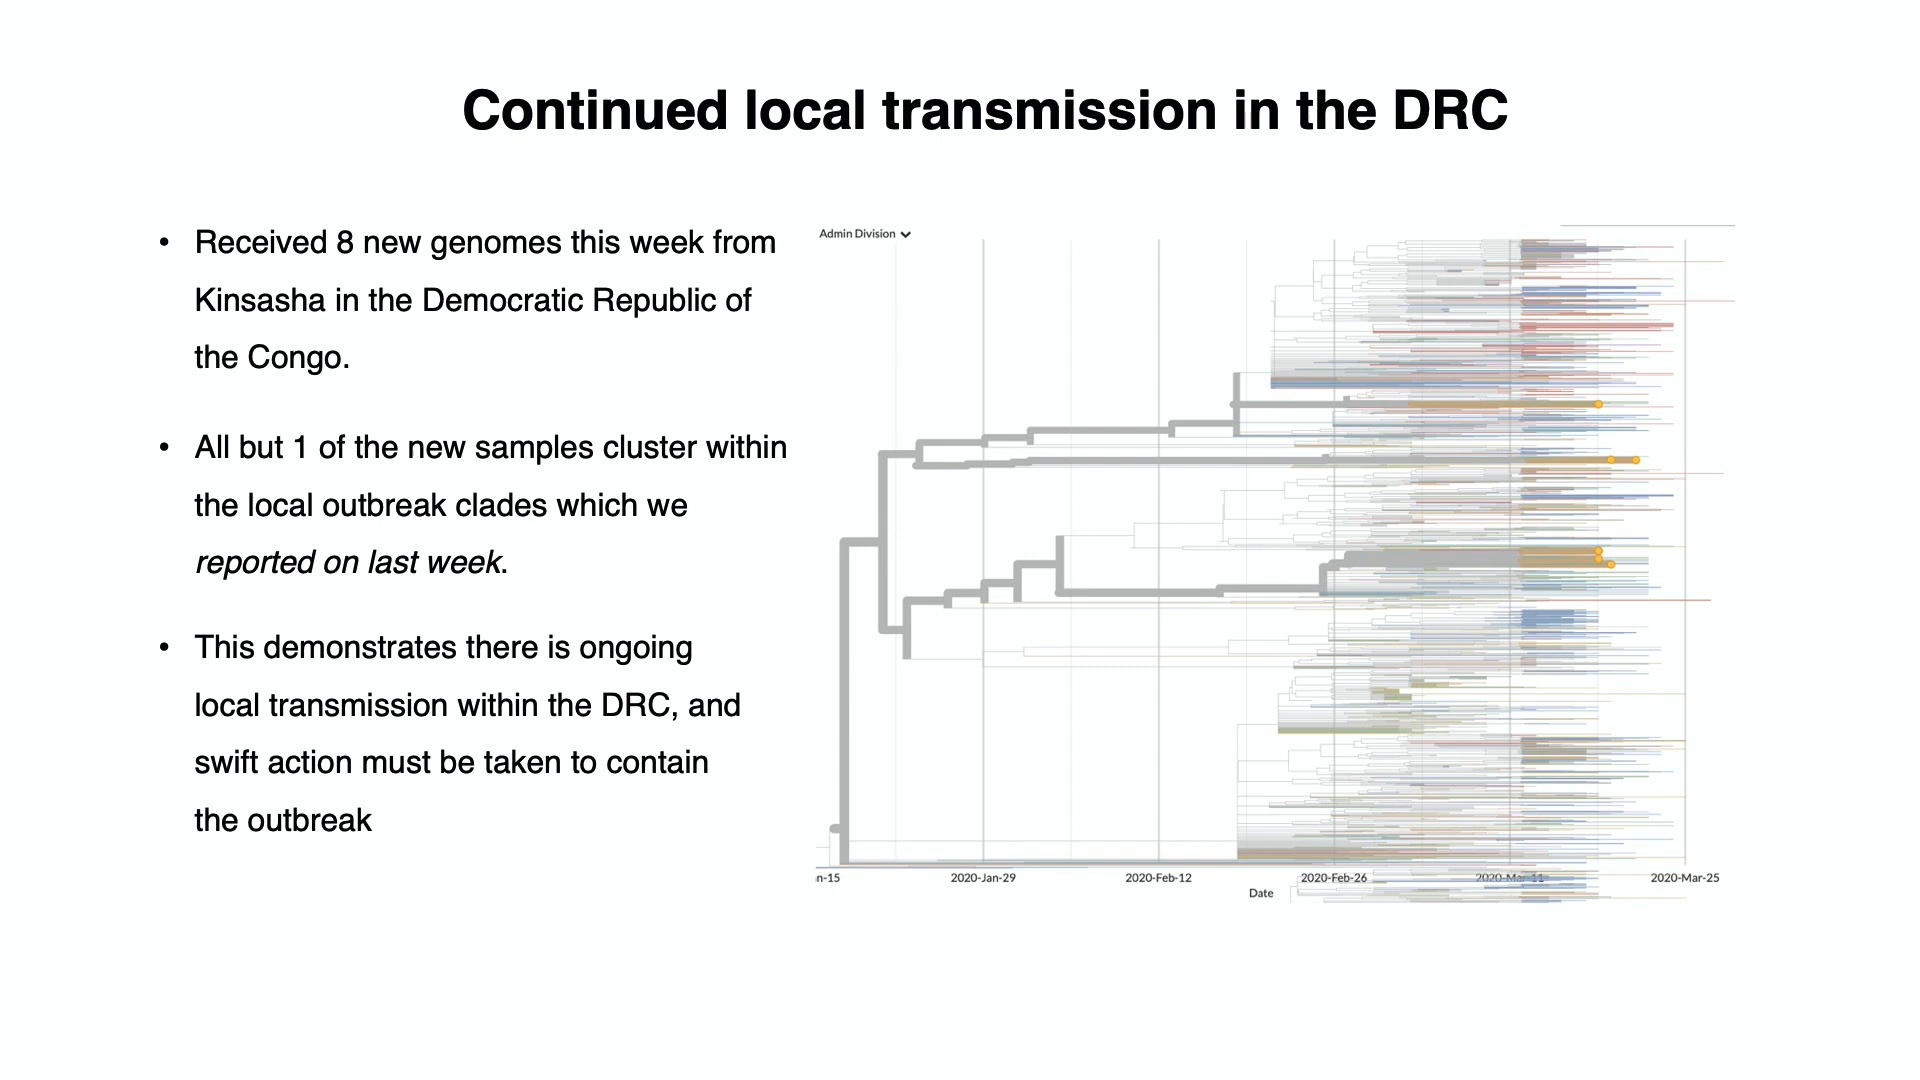 Continued local transmission in the DRC
• Received 8 new genomes this week from
Kinsasha in the Democratic Republic of
the Congo.
• All but 1 of the new samples cluster within
the local outbreak clades which we
reported on last week.
• This demonstrates there is ongoing
local transmission within the DRC, and
swift action must be taken to contain
the outbreak
Admin Division
n-15 2020-Jan-29 2020-Feb-12 2020-Feb-26 2020-Mar-11 2020-Mar-25
Date